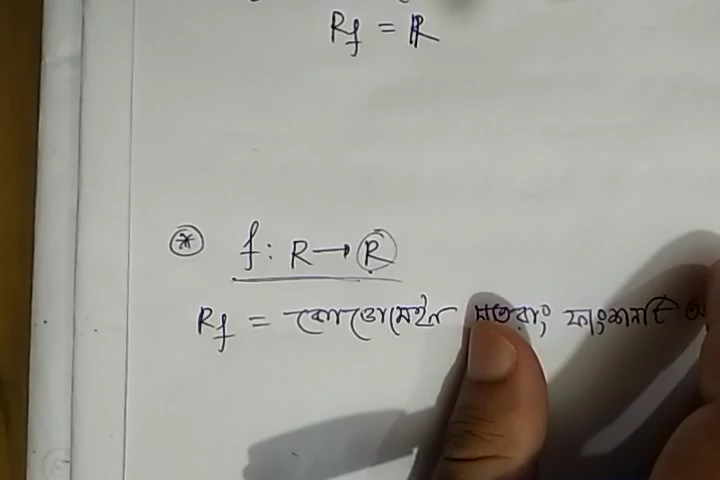 Rf = ℝ
* f: R → R
Rf = কোডোমেইন সুতরাং ফাংশনটি